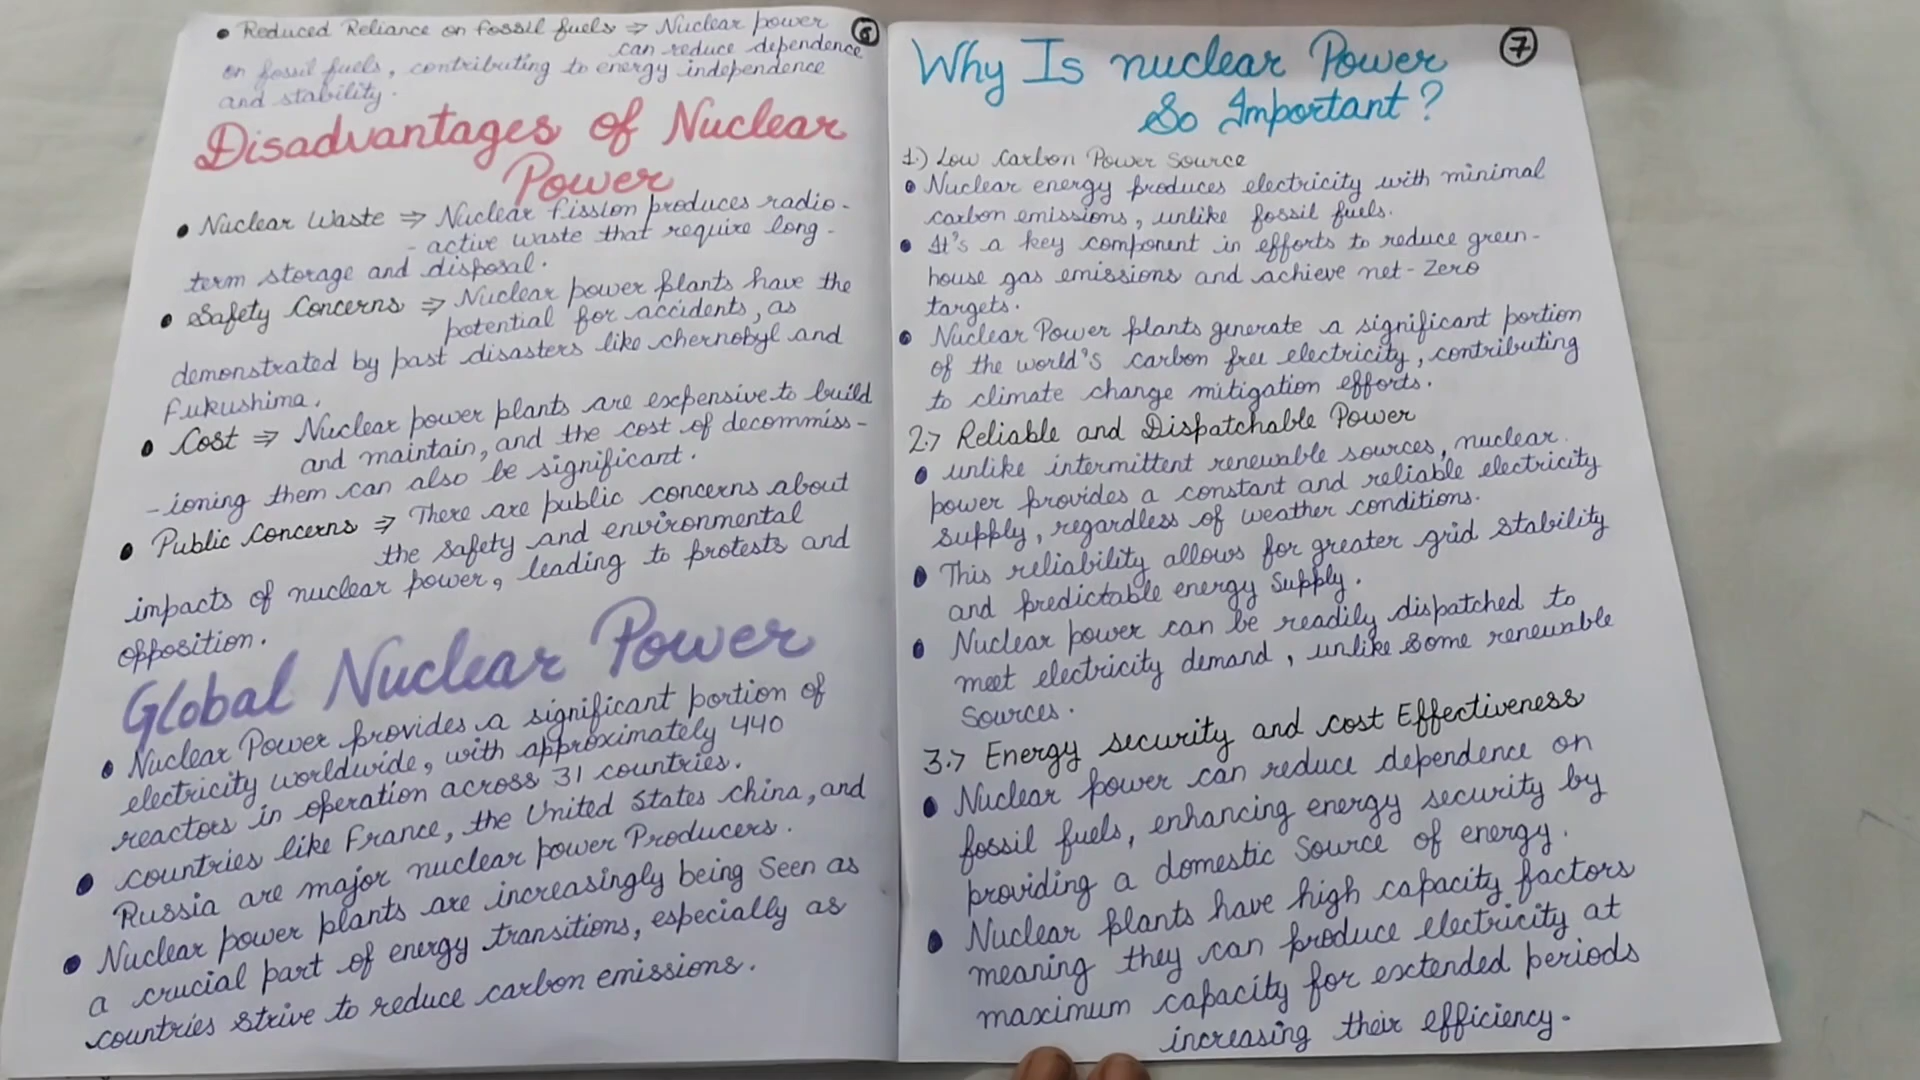 • Reduced Reliance on fossil fuels ⇒ Nuclear power
can reduce dependence
on fossil fuels, contributing to energy independence
and stability.
6
Disadvantages of Nuclear
Power
• Nuclear Waste ⇒ Nuclear fission produces radio-
- active waste that require long-
term storage and disposal.
• Safety Concerns ⇒ Nuclear power plants have the
potential for accidents, as
demonstrated by past disasters like chernobyl and
fukushima.
• Cost ⇒ Nuclear power plants are expensive to build
and maintain, and the cost of decommiss-
-ioning them can also be significant.
• Public Concerns ⇒ There are public concerns about
the safety and environmental
impacts of nuclear power, leading to protests and
opposition.
Global Nuclear Power
• Nuclear Power provides a significant portion of
electricity worldwide, with approximately 440
reactors in operation across 31 countries.
• countries like France, the United States china, and
Russia are major nuclear power Producers.
• Nuclear power plants are increasingly being seen as
a crucial part of energy transitions, especially as
countries strive to reduce carbon emissions.
7
Why Is nuclear Power
So Important?
1.) Low Carbon Power Source
• Nuclear energy produces electricity with minimal
carbon emissions, unlike fossil fuels.
• It's a key component in efforts to reduce green-
house gas emissions and achieve net-Zero
targets.
• Nuclear Power plants generate a significant portion
of the world's carbon free electricity, contributing
to climate change mitigation efforts.
2.> Reliable and Dispatchable Power
• unlike intermittent renewable sources, nuclear
power provides a constant and reliable electricity
supply, regardless of weather conditions.
• This reliability allows for greater grid stability
and predictable energy supply.
• Nuclear power can be readily dispatched to
meet electricity demand, unlike some renewable
sources.
3.> Energy security and cost Effectiveness
• Nuclear power can reduce dependence on
fossil fuels, enhancing energy security by
providing a domestic source of energy.
• Nuclear plants have high capacity factors
meaning they can produce electricity at
maximum capacity for extended periods
increasing their efficiency.